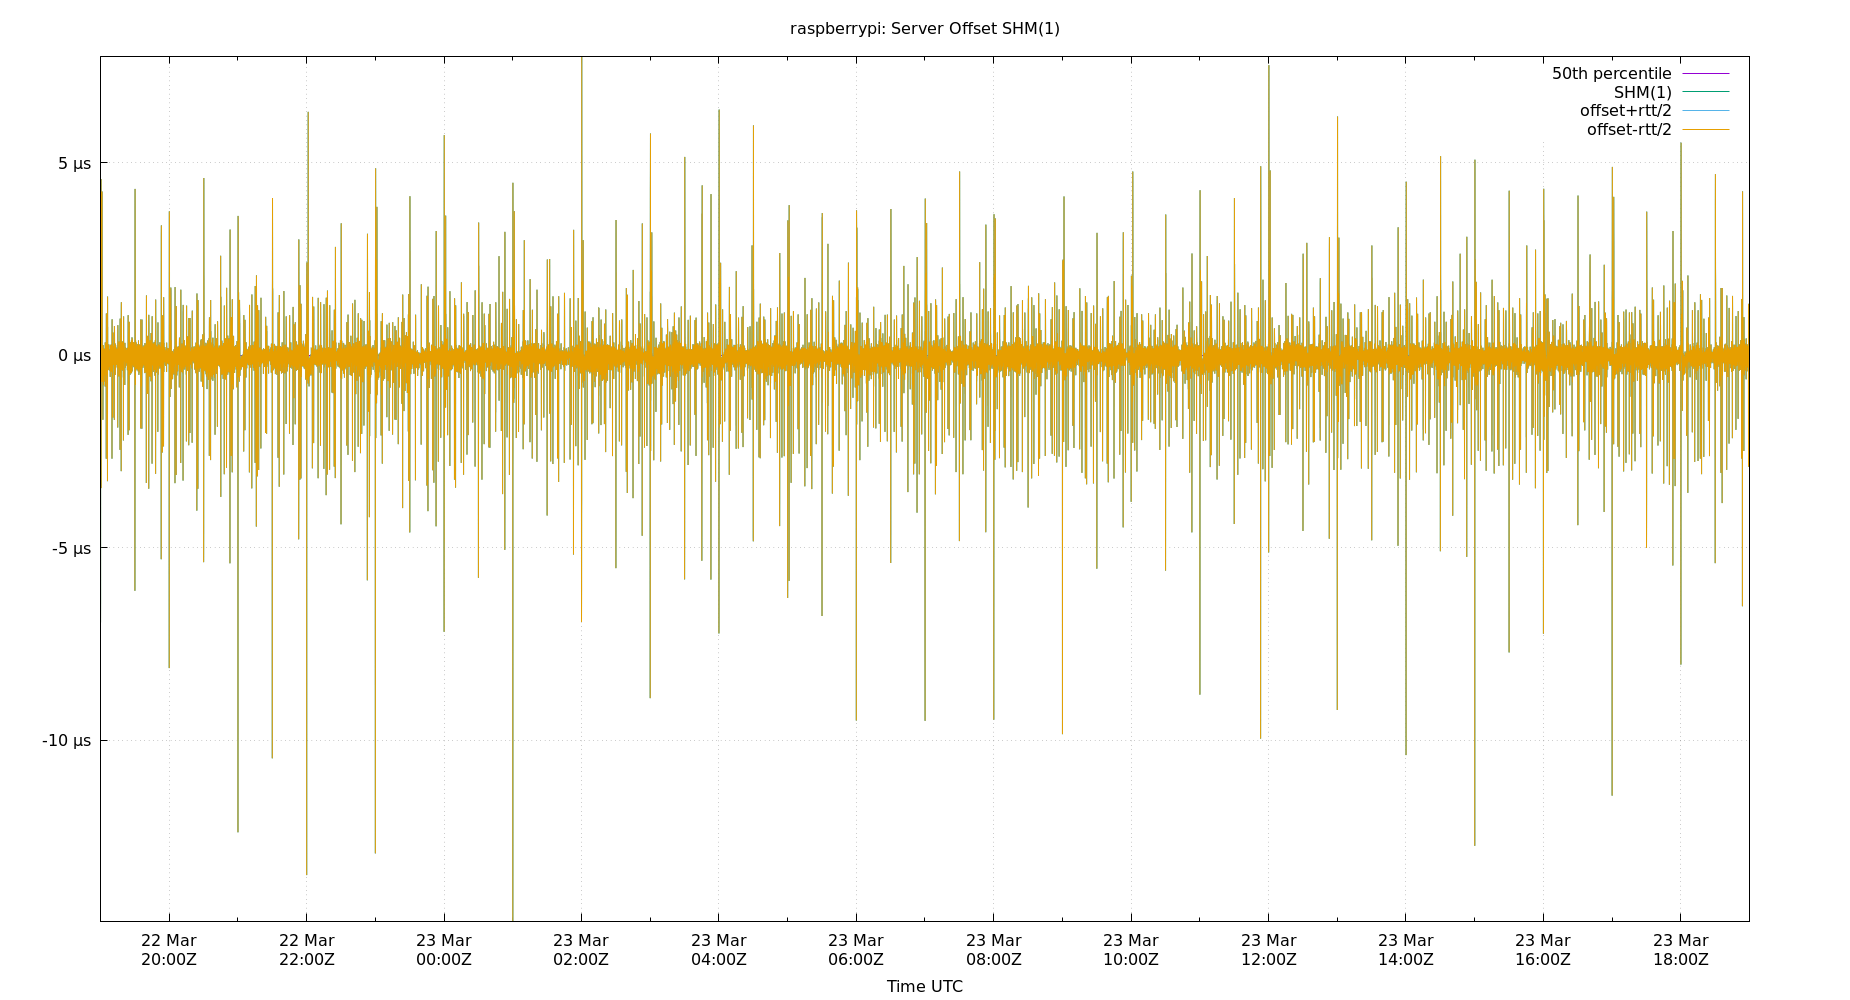 raspberrypi: Server Offset SHM(1)
50th percentile
SHM(1)
offset+rtt/2
offset-rtt/2
5 µs
0 µs
-5 µs
-10 µs
22 Mar 22 Mar 23 Mar 23 Mar 23 Mar 23 Mar 23 Mar 23 Mar 23 Mar 23 Mar 23 Mar 23 Mar
20:00Z 22:00Z 00:00Z 02:00Z 04:00Z 06:00Z 08:00Z 10:00Z 12:00Z 14:00Z 16:00Z 18:00Z
Time UTC